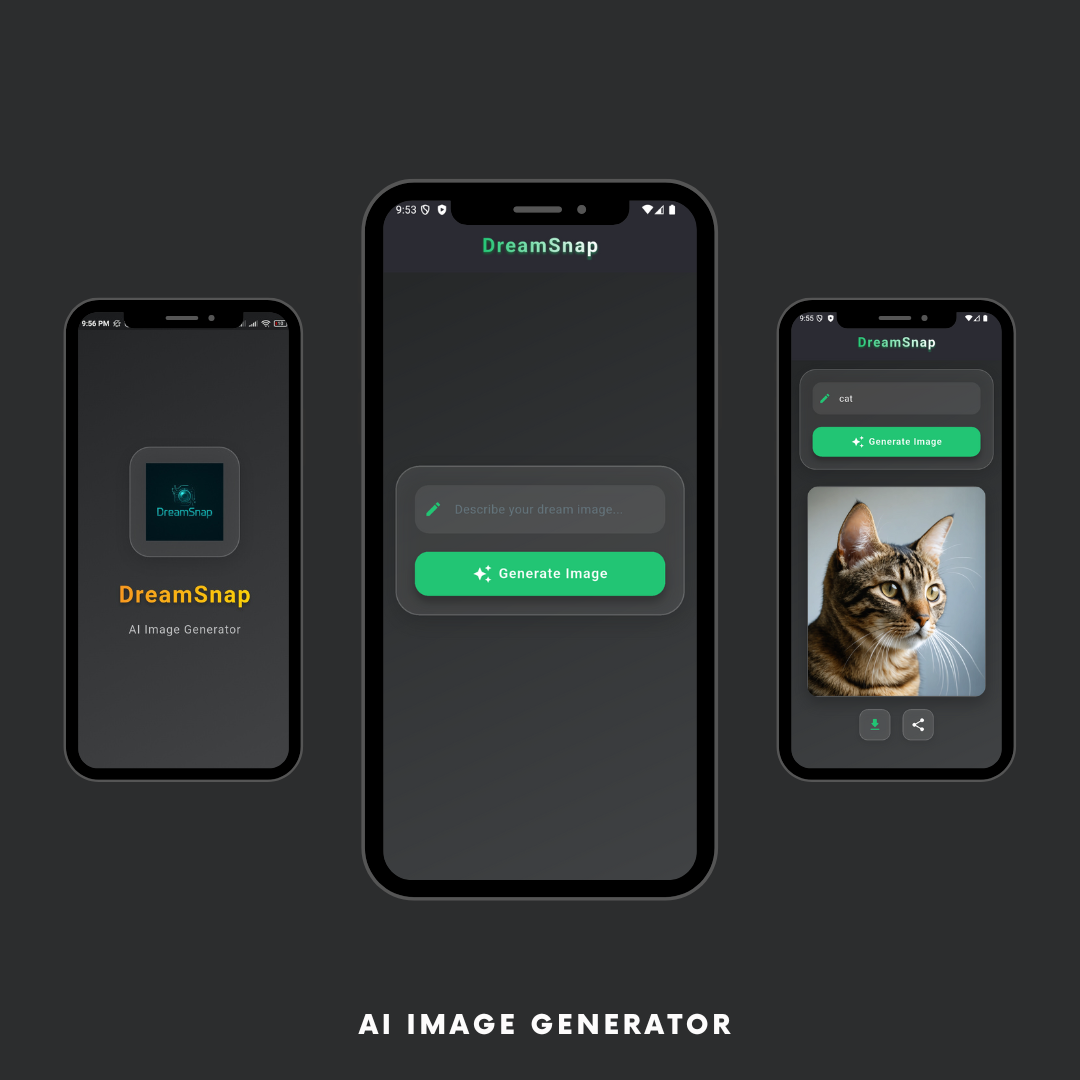 9:56 PM
DreamSnap
DreamSnap
AI Image Generator
9:53
DreamSnap
Describe your dream image...
Generate Image
9:55
DreamSnap
cat
Generate Image
AI IMAGE GENERATOR